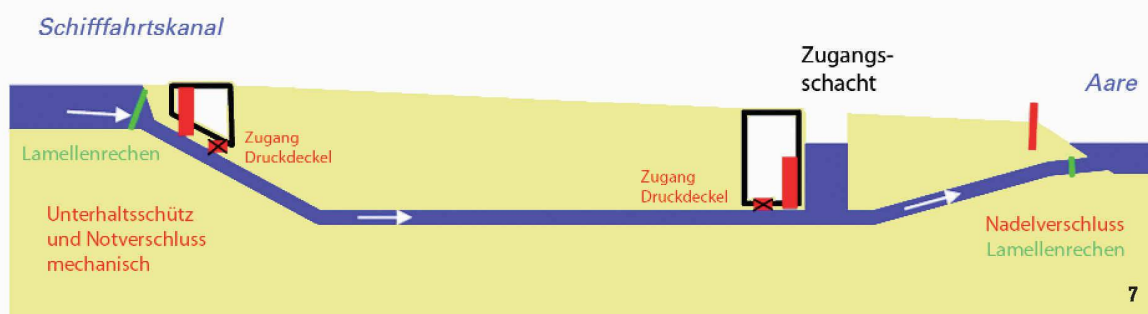 Schifffahrtskanal
Zugangs-
schacht
Aare
Lamellenrechen
Zugang
Druckdeckel
Zugang
Druckdeckel
Unterhaltsschütz
und Notverschluss
mechanisch
Nadelverschluss
Lamellenrechen
7